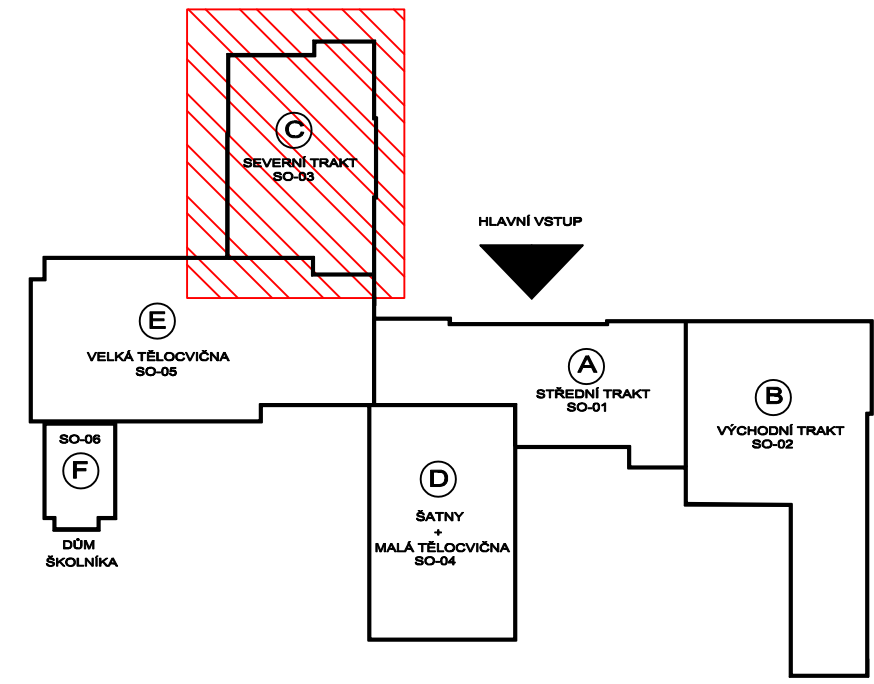 C
SEVERNÍ TRAKT
SO-03
HLAVNÍ VSTUP
E
VELKÁ TĚLOCVIČNA
SO-05
A
STŘEDNÍ TRAKT
SO-01
B
VÝCHODNÍ TRAKT
SO-02
SO-06
F
DŮM
ŠKOLNÍKA
D
ŠATNY
+
MALÁ TĚLOCVIČNA
SO-04